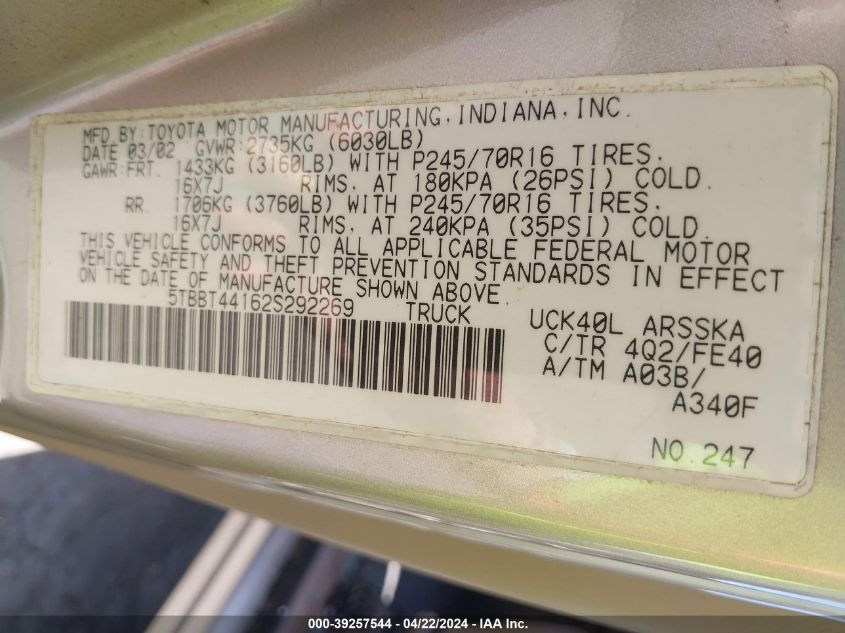 MFD. BY: TOYOTA MOTOR MANUFACTURING, INDIANA, INC.
DATE 03/02 GVWR: 2735KG (6030LB)
GAWR: FRT. 1433KG (3160LB) WITH P245/70R16 TIRES.
16X7J RIMS. AT 180KPA (26PSI) COLD.
RR. 1706KG (3760LB) WITH P245/70R16 TIRES.
16X7J RIMS. AT 240KPA (35PSI) COLD.
THIS VEHICLE CONFORMS TO ALL APPLICABLE FEDERAL MOTOR
VEHICLE SAFETY AND THEFT PREVENTION STANDARDS IN EFFECT
ON THE DATE OF MANUFACTURE SHOWN ABOVE.
5TBBT44162S292269 TRUCK
UCK40L ARSSKA
C/TR 4Q2/FE40
A/TM A03B/
A340F
NO. 247
000-39257544 - 04/22/2024 - IAA Inc.